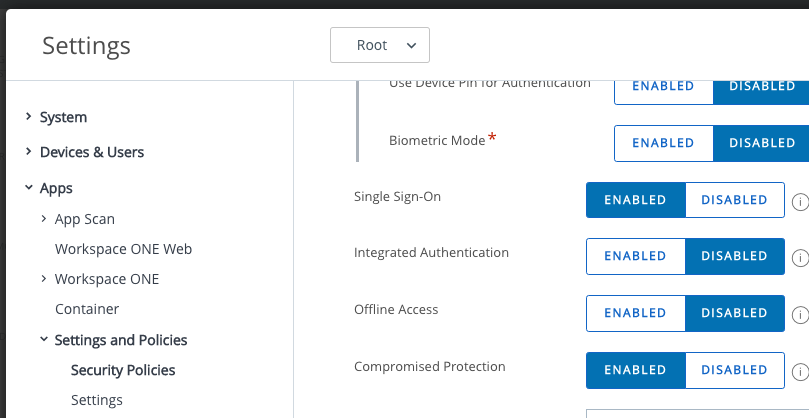 Settings
Root
System
Devices & Users
Apps
App Scan
Workspace ONE Web
Workspace ONE
Container
Settings and Policies
Security Policies
Settings
Use Device Pin for Authentication ENABLED DISABLED
Biometric Mode* ENABLED DISABLED
Single Sign-On ENABLED DISABLED
Integrated Authentication ENABLED DISABLED
Offline Access ENABLED DISABLED
Compromised Protection ENABLED DISABLED